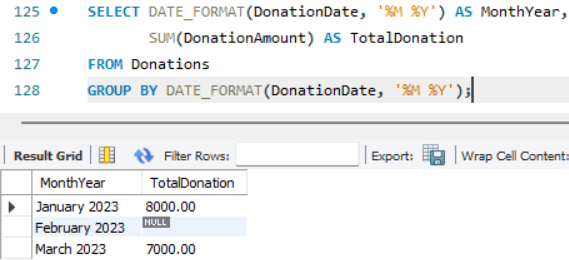 125 SELECT DATE_FORMAT(DonationDate, '%M %Y') AS MonthYear,
126 SUM(DonationAmount) AS TotalDonation
127 FROM Donations
128 GROUP BY DATE_FORMAT(DonationDate, '%M %Y');
Result Grid Filter Rows: Export: Wrap Cell Content:
MonthYear TotalDonation
January 2023 8000.00
February 2023 NULL
March 2023 7000.00